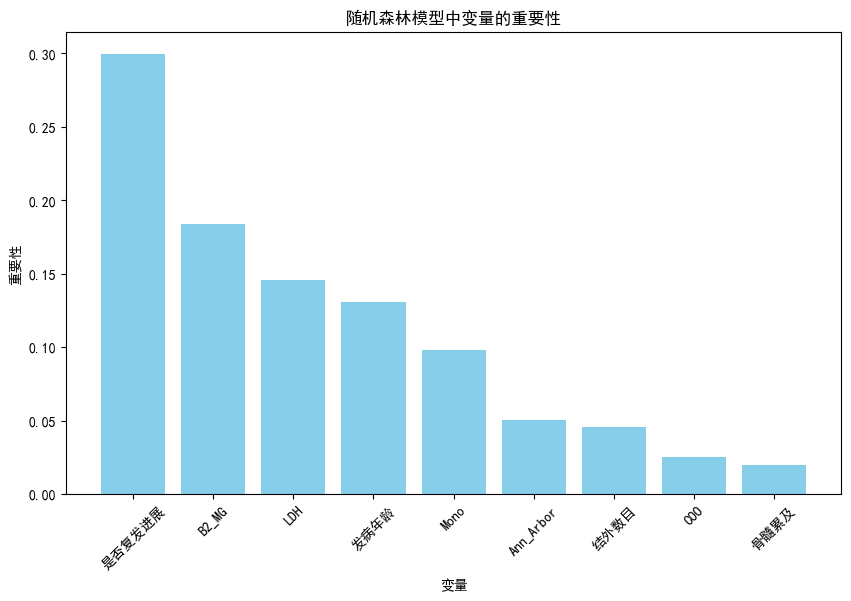 随机森林模型中变量的重要性
重要性
0.30
0.25
0.20
0.15
0.10
0.05
0.00
是否复发进展
B2_MG
LDH
发病年龄
Mono
Ann_Arbor
结外数目
COO
骨髓累及
变量